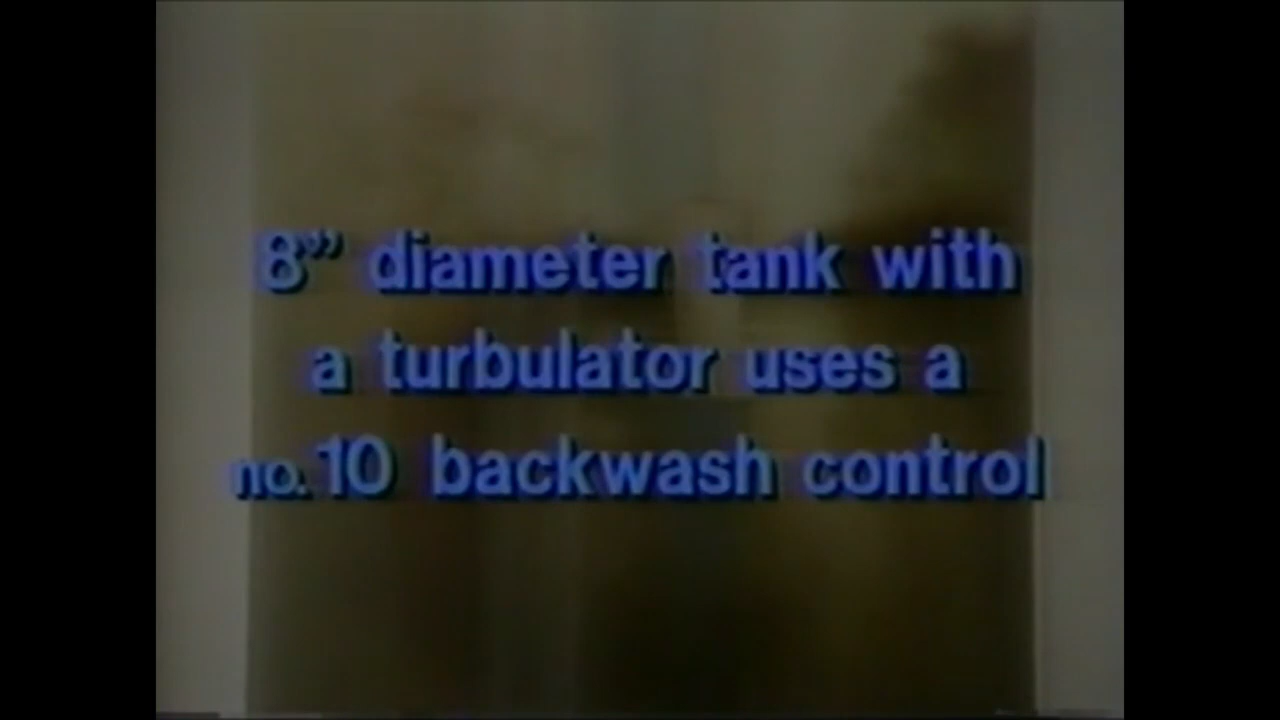 8” diameter tank with
a turbulator uses a
no. 10 backwash control